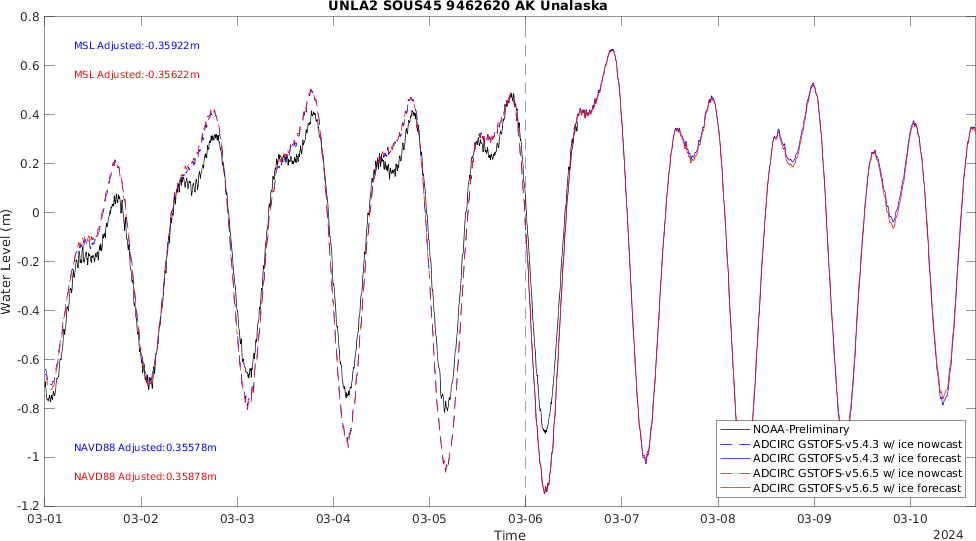 UNLA2 SOUS45 9462620 AK Unalaska
0.8
0.6
0.4
0.2
0
-0.2
-0.4
-0.6
-0.8
-1
-1.2
Water Level (m)
MSL Adjusted:-0.35922m
MSL Adjusted:-0.35622m
NAVD88 Adjusted:0.35578m
NAVD88 Adjusted:0.35878m
NOAA-Preliminary
ADCIRC GSTOFS-v5.4.3 w/ ice nowcast
ADCIRC GSTOFS-v5.4.3 w/ ice forecast
ADCIRC GSTOFS-v5.6.5 w/ ice nowcast
ADCIRC GSTOFS-v5.6.5 w/ ice forecast
03-01 03-02 03-03 03-04 03-05 03-06 03-07 03-08 03-09 03-10
Time
2024